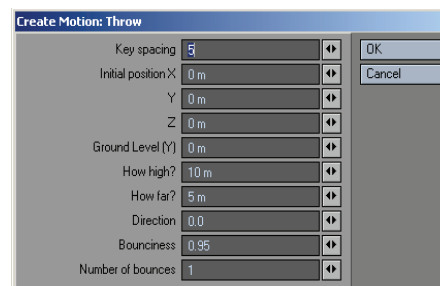 Create Motion: Throw
Key spacing 5 OK
Initial position X 0 m Cancel
Y 0 m
Z 0 m
Ground Level (Y) 0 m
How high? 10 m
How far? 5 m
Direction 0.0
Bounciness 0.95
Number of bounces 1